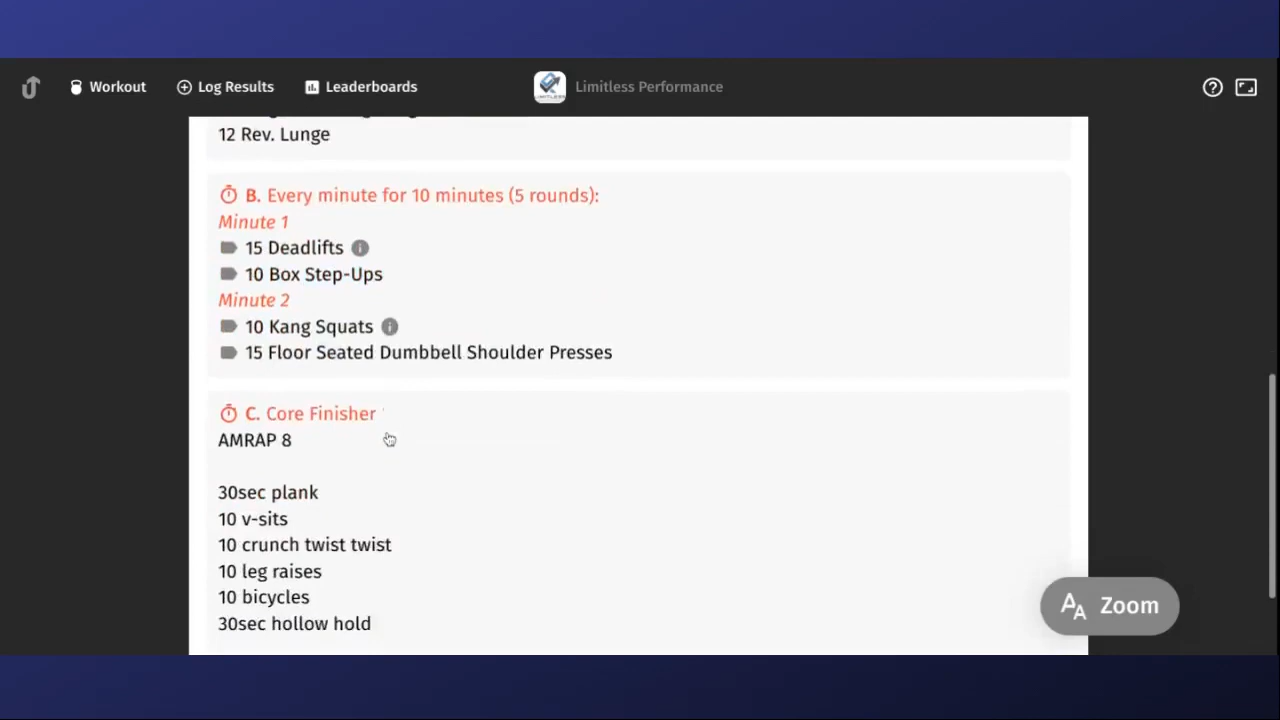 Workout
Log Results
Leaderboards
LIMITLESS
Limitless Performance
12 Rev. Lunge
B. Every minute for 10 minutes (5 rounds):
Minute 1
15 Deadlifts
10 Box Step-Ups
Minute 2
10 Kang Squats
15 Floor Seated Dumbbell Shoulder Presses
C. Core Finisher
AMRAP 8
30sec plank
10 v-sits
10 crunch twist twist
10 leg raises
10 bicycles
30sec hollow hold
AA Zoom